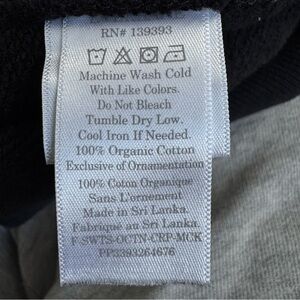 RN# 139393
Machine Wash Cold
With Like Colors.
Do Not Bleach
Tumble Dry Low.
Cool Iron If Needed.
100% Organic Cotton
Exclusive of Ornamentation
100% Coton Organique
Sans L'ornement
Made in Sri Lanka.
Fabriqué au Sri Lanka.
F-SWTS-OCTN-CRP-MCK
PP3393264676